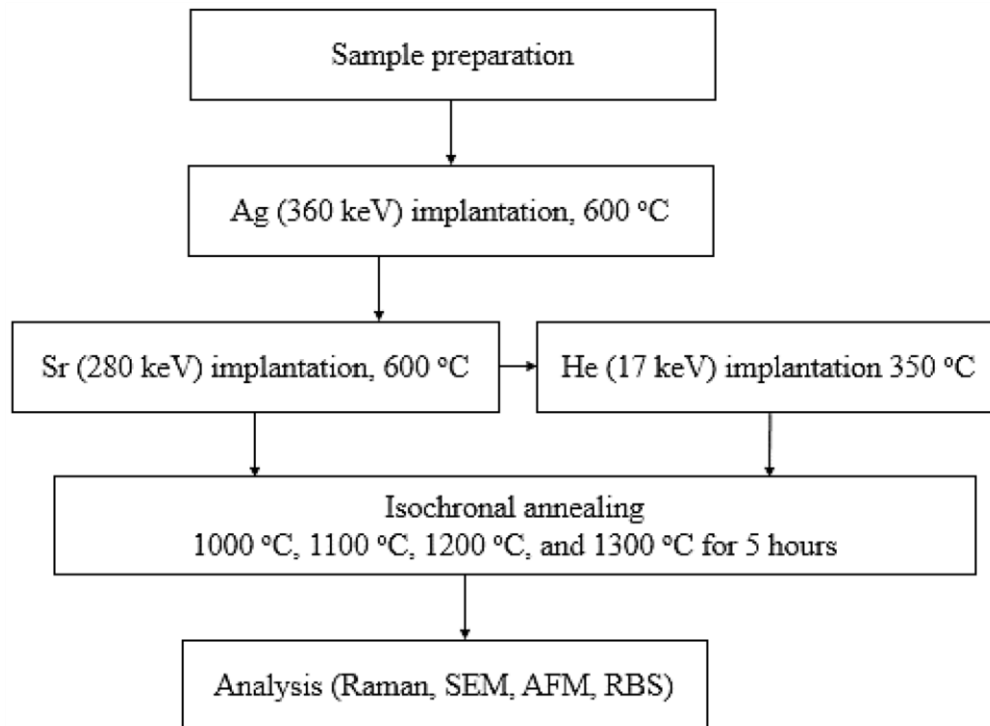 Sample preparation
Ag (360 keV) implantation, 600 °C
Sr (280 keV) implantation, 600 °C
He (17 keV) implantation 350 °C
Isochronal annealing
1000 °C, 1100 °C, 1200 °C, and 1300 °C for 5 hours
Analysis (Raman, SEM, AFM, RBS)